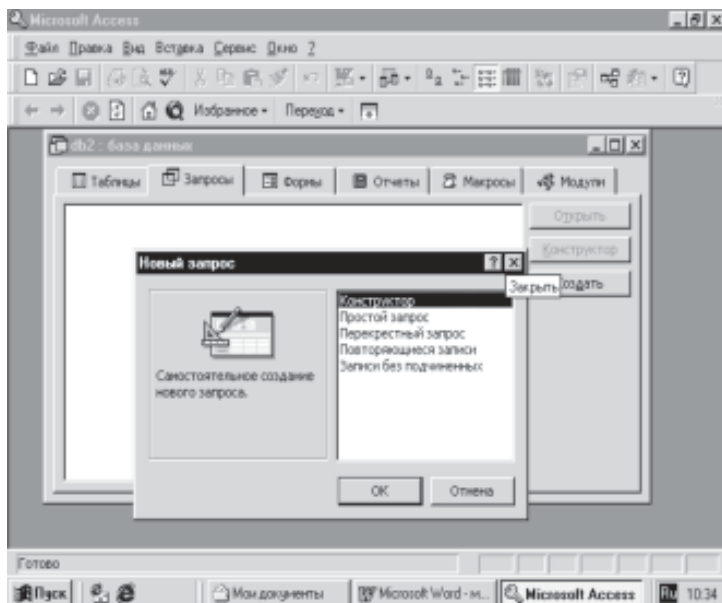 Microsoft Access
Файл Правка Вид Вставка Сервис Окно ?
Избранное Переход
db2 : база данных
Таблицы Запросы Формы Отчеты Макросы Модули
Открыть
Конструктор
Создать
Новый запрос
Закрыть
Самостоятельное создание
нового запроса.
Конструктор
Простой запрос
Перекрестный запрос
Повторяющиеся записи
Записи без подчиненных
OK Отмена
Готово
Пуск Мои документы Microsoft Word - м... Microsoft Access Ru 10:34